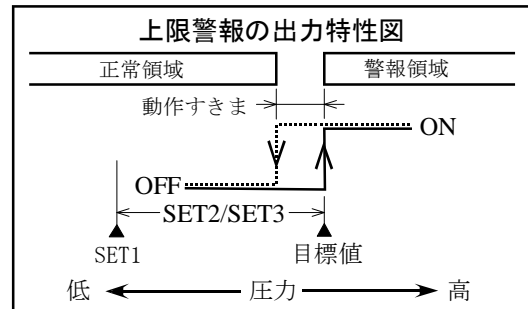 上限警報の出力特性図
正常領域 警報領域
動作すきま
ON
OFF
SET2/SET3
SET1 目標値
低 圧力 高